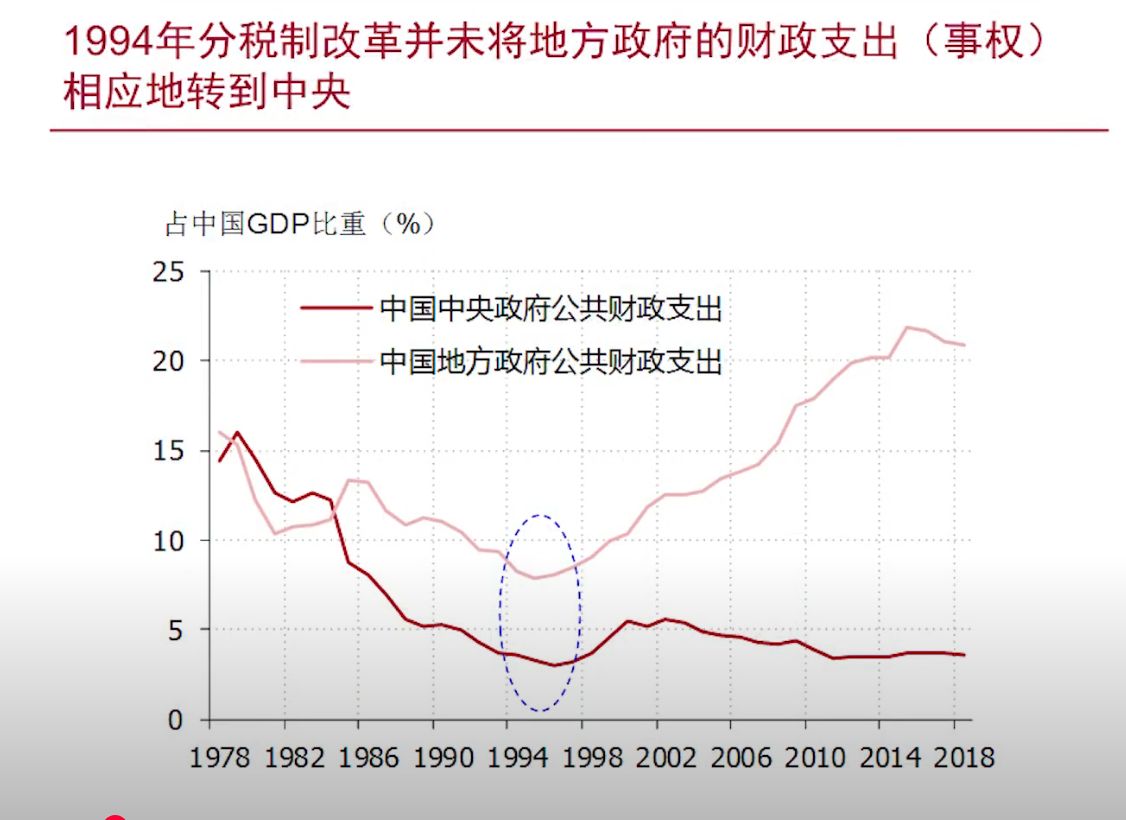 1994年分税制改革并未将地方政府的财政支出（事权）
相应地转到中央
占中国GDP比重（%）
25
中国中央政府公共财政支出
20
中国地方政府公共财政支出
15
10
5
0
1978 1982 1986 1990 1994 1998 2002 2006 2010 2014 2018